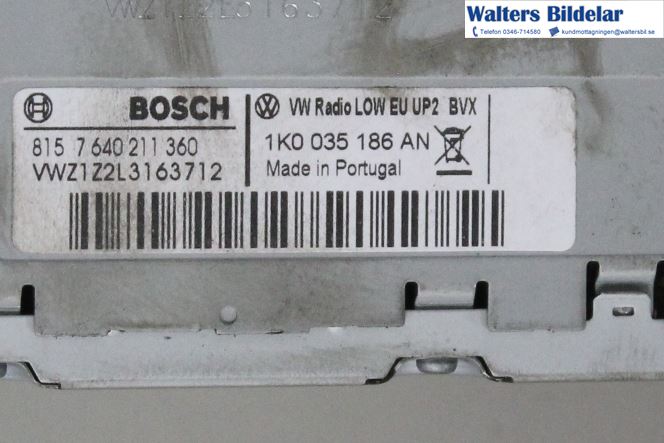 VWZ1Z2L3163712
Walters Bildelar
Telefon 0346-714580 kundmottagningen@waltersbil.se
BOSCH
815 7 640 211 360
VWZ1Z2L3163712
VW Radio LOW EU UP2 BVX
1K0 035 186 AN
Made in Portugal